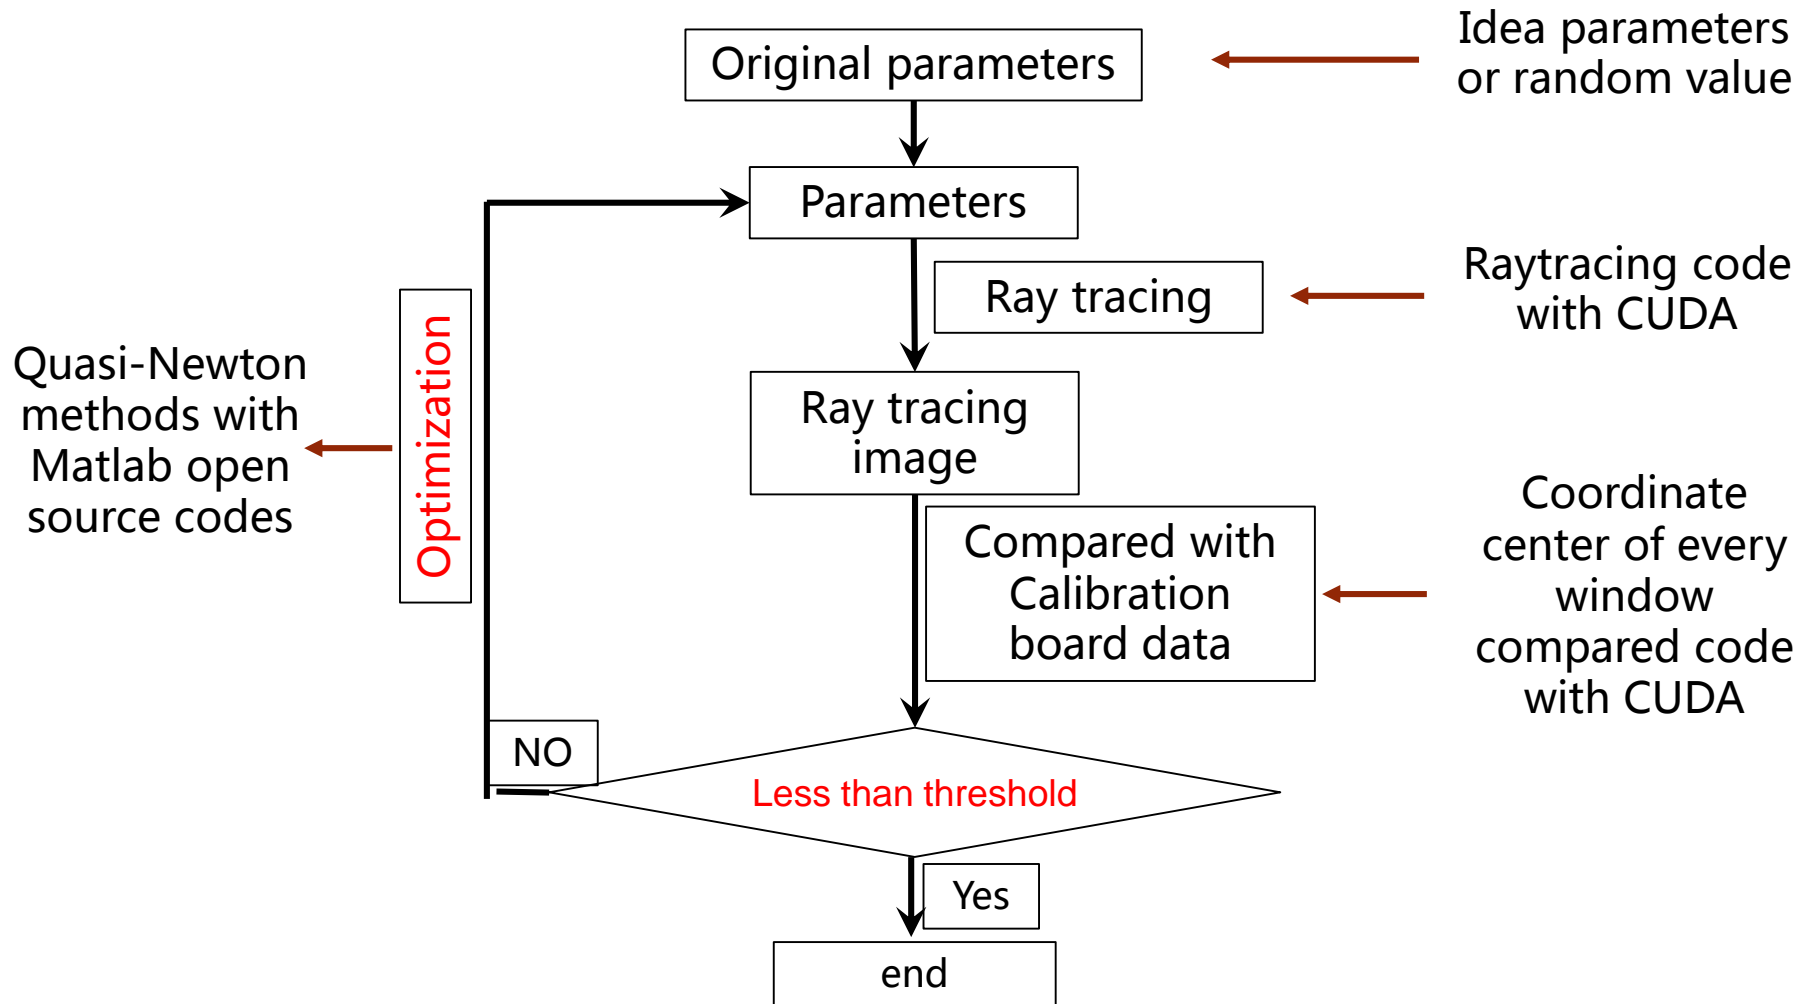 Original parameters
Idea parameters
or random value
Parameters
Ray tracing
Raytracing code
with CUDA
Optimization
Quasi-Newton
methods with
Matlab open
source codes
Ray tracing
image
Compared with
Calibration
board data
Coordinate
center of every
window
compared code
with CUDA
NO
Less than threshold
Yes
end